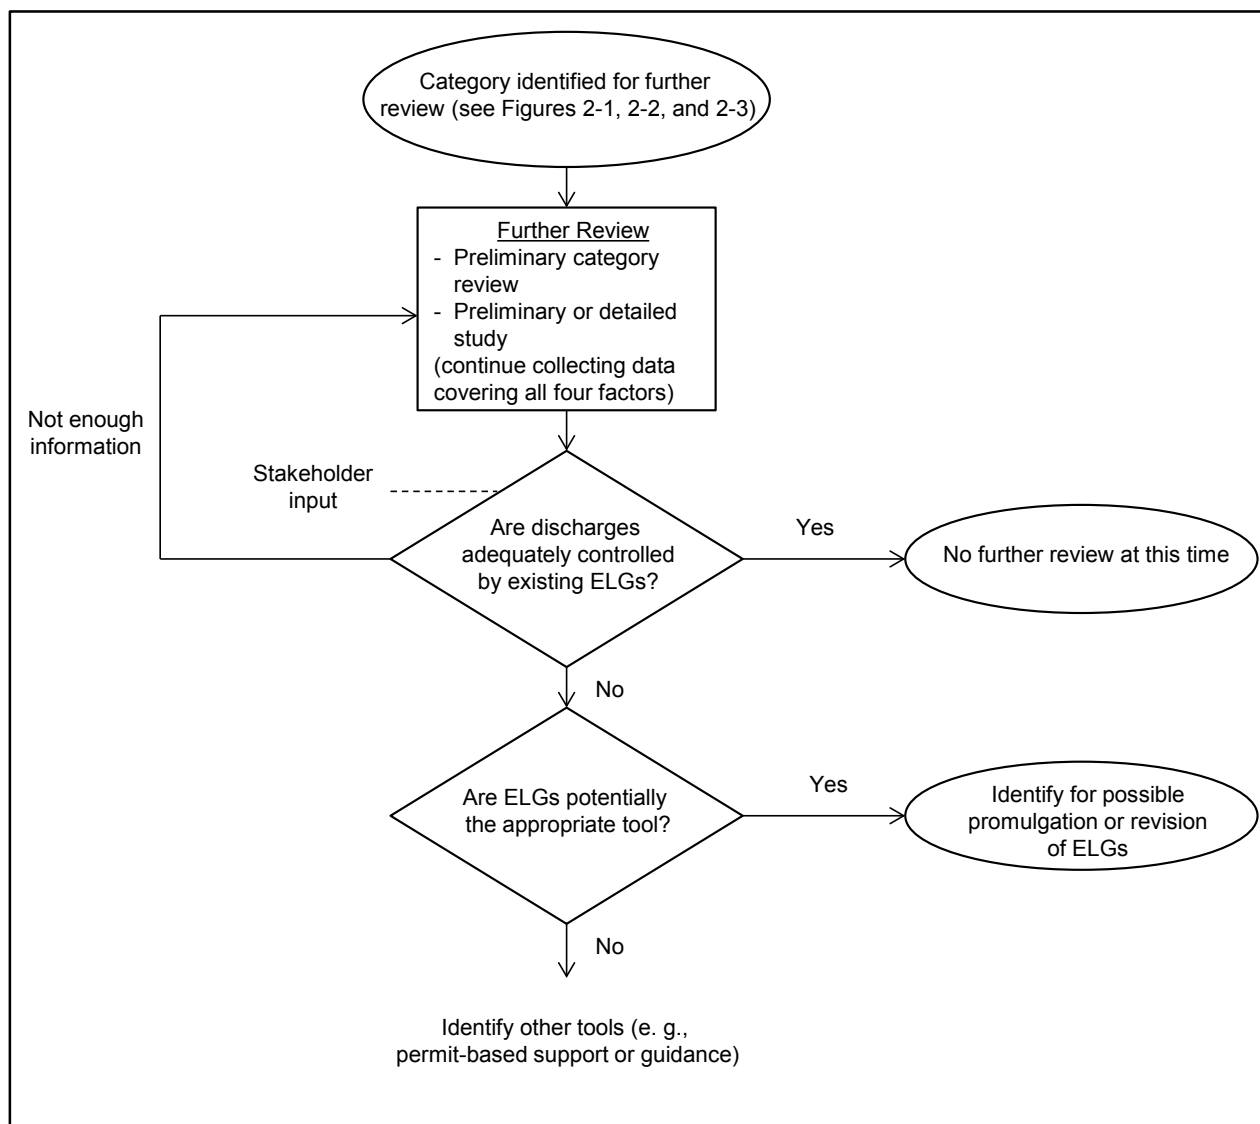 Category identified for further
review (see Figures 2-1, 2-2, and 2-3)
Further Review
- Preliminary category
review
- Preliminary or detailed
study
(continue collecting data
covering all four factors)
Not enough
information
Stakeholder
input
Are discharges
adequately controlled
by existing ELGs?
Yes
No further review at this time
No
Are ELGs potentially
the appropriate tool?
Yes
Identify for possible
promulgation or revision
of ELGs
No
Identify other tools (e. g.,
permit-based support or guidance)